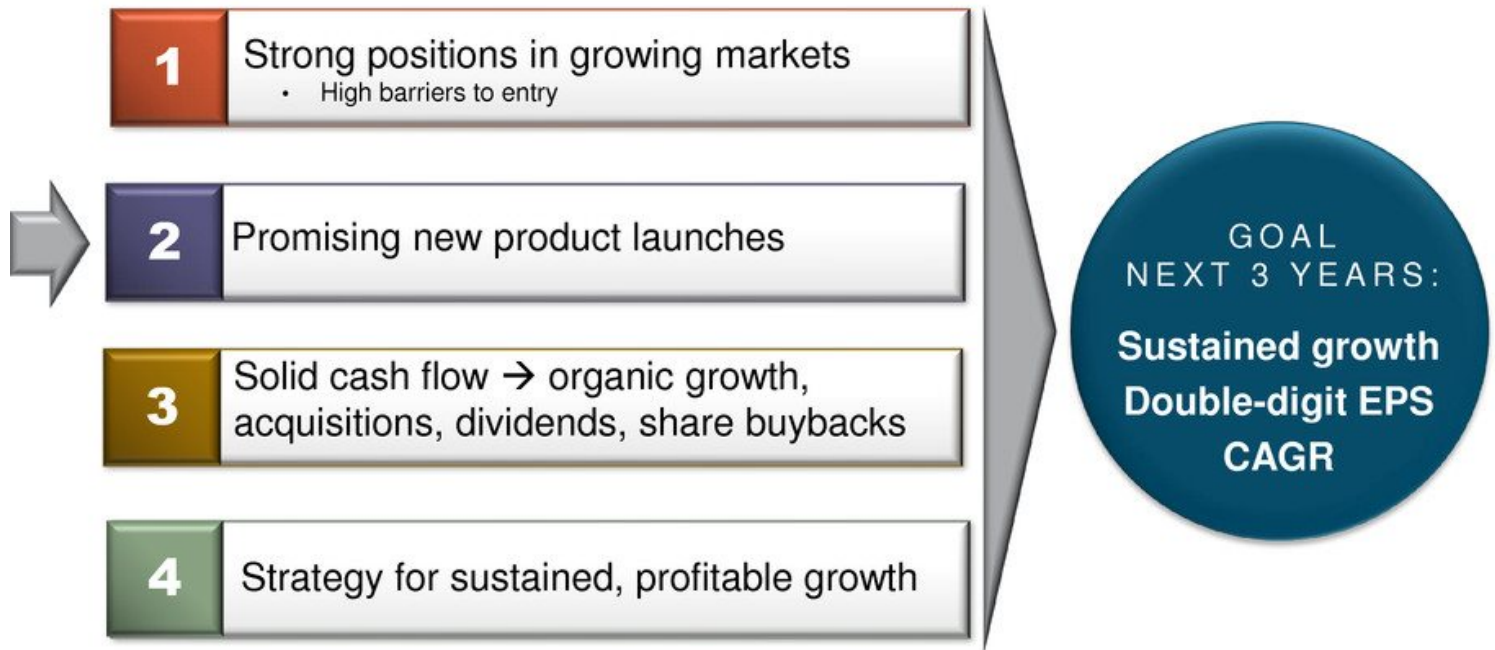 1
Strong positions in growing markets
• High barriers to entry
2
Promising new product launches
3
Solid cash flow → organic growth,
acquisitions, dividends, share buybacks
4
Strategy for sustained, profitable growth
GOAL
NEXT 3 YEARS:
Sustained growth
Double-digit EPS
CAGR